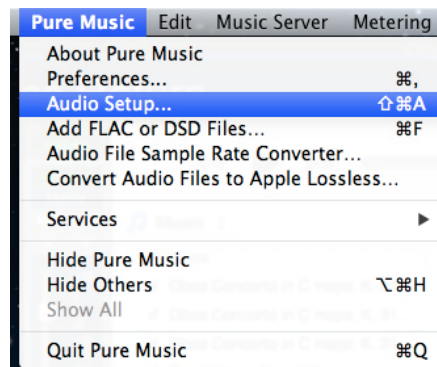 Pure Music Edit Music Server Metering
About Pure Music
Preferences... ⌘,
Audio Setup... ⇧⌘A
Add FLAC or DSD Files... ⌘F
Audio File Sample Rate Converter...
Convert Audio Files to Apple Lossless...
Services ▶
Hide Pure Music
Hide Others ⌥⌘H
Show All
Quit Pure Music ⌘Q